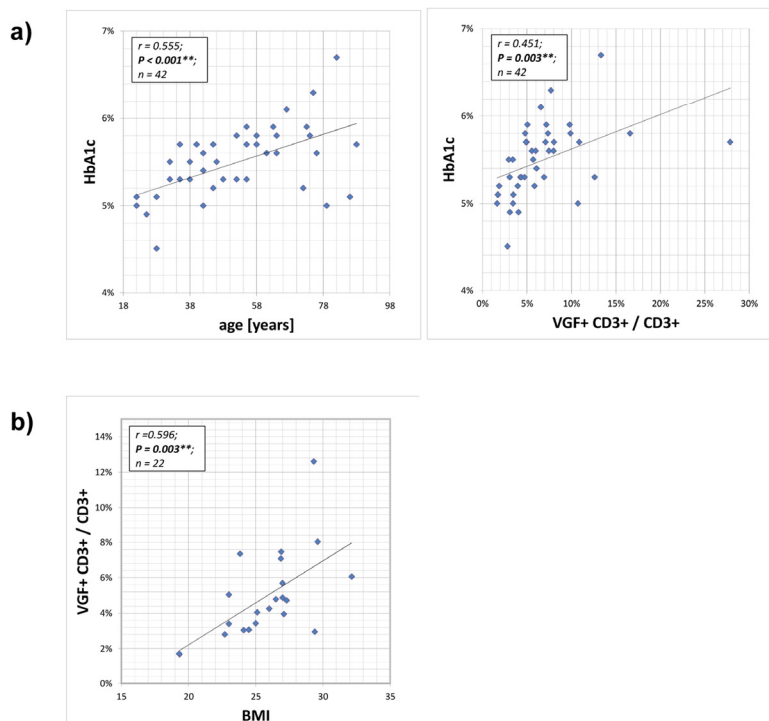 a)
7%
6%
5%
4%
HbA1c
r = 0.555;
P < 0.001**;
n = 42
18 38 58 78 98
age [years]
7%
6%
5%
4%
HbA1c
r = 0.451;
P = 0.003**;
n = 42
0% 5% 10% 15% 20% 25% 30%
VGF+ CD3+ / CD3+
b)
14%
12%
10%
8%
6%
4%
2%
0%
VGF+ CD3+ / CD3+
r =0.596;
P = 0.003**;
n = 22
15 20 25 30 35
BMI